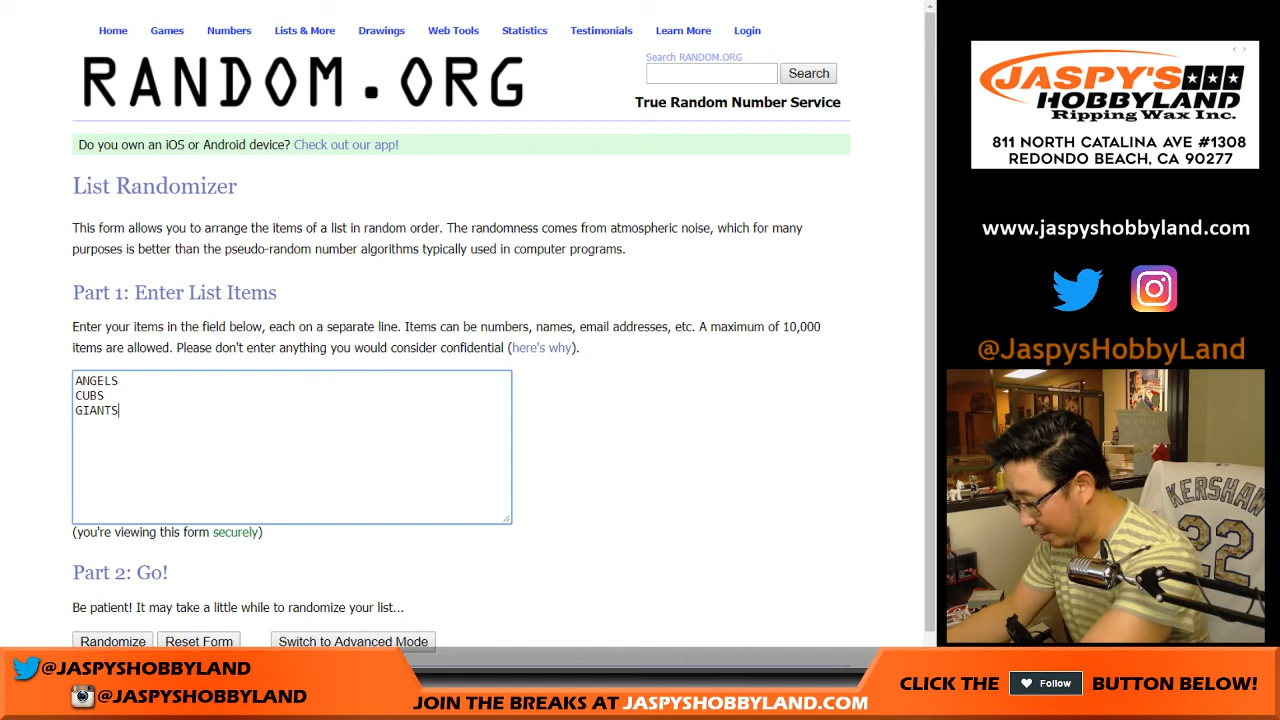 Home Games Numbers Lists & More Drawings Web Tools Statistics Testimonials Learn More Login
RANDOM.ORG
Search RANDOM.ORG
Search
True Random Number Service
Do you own an iOS or Android device? Check out our app!
List Randomizer
This form allows you to arrange the items of a list in random order. The randomness comes from atmospheric noise, which for many
purposes is better than the pseudo-random number algorithms typically used in computer programs.
Part 1: Enter List Items
Enter your items in the field below, each on a separate line. Items can be numbers, names, email addresses, etc. A maximum of 10,000
items are allowed. Please don't enter anything you would consider confidential (here's why).
ANGELS
CUBS
GIANTS
(you're viewing this form securely)
Part 2: Go!
Be patient! It may take a little while to randomize your list...
Randomize Reset Form Switch to Advanced Mode
JASPY'S
HOBBYLAND
Ripping Wax Inc.
811 NORTH CATALINA AVE #1308
REDONDO BEACH, CA 90277
www.jaspyshobbyland.com
@JaspysHobbyLand
KERSHAW
22
@JASPYSHOBBYLAND
@JASPYSHOBBYLAND
JOIN THE BREAKS AT JASPYSHOBBYLAND.COM
CLICK THE Follow BUTTON BELOW!